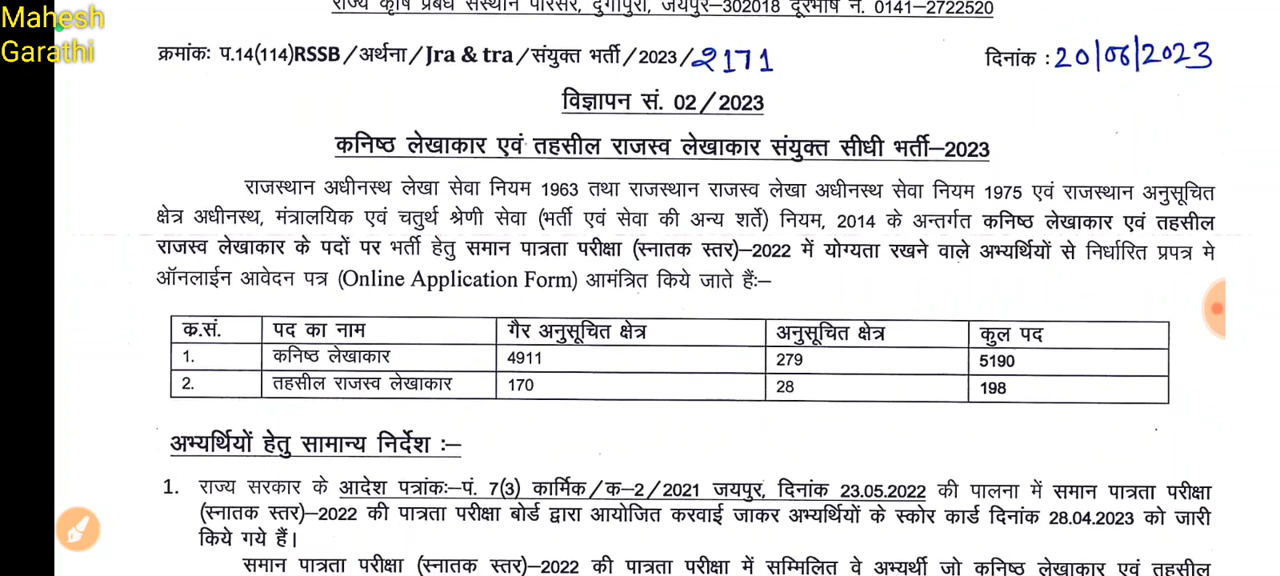 Mahesh
Garathi
राज्य कृषि प्रबंध संस्थान परिसर, दुर्गापुरा, जयपुर–302018 दूरभाष नं. 0141-2722520
क्रमांकः प.14(114)RSSB/अर्थना/Jra & tra/संयुक्त भर्ती/2023/2171 दिनांक : 20/06/2023
विज्ञापन सं. 02/2023
कनिष्ठ लेखाकार एवं तहसील राजस्व लेखाकार संयुक्त सीधी भर्ती–2023
राजस्थान अधीनस्थ लेखा सेवा नियम 1963 तथा राजस्थान राजस्व लेखा अधीनस्थ सेवा नियम 1975 एवं राजस्थान अनुसूचित
क्षेत्र अधीनस्थ, मंत्रालयिक एवं चतुर्थ श्रेणी सेवा (भर्ती एवं सेवा की अन्य शर्ते) नियम, 2014 के अन्तर्गत कनिष्ठ लेखाकार एवं तहसील
राजस्व लेखाकार के पदों पर भर्ती हेतु समान पात्रता परीक्षा (स्नातक स्तर)–2022 में योग्यता रखने वाले अभ्यर्थियों से निर्धारित प्रपत्र मे
ऑनलाईन आवेदन पत्र (Online Application Form) आमंत्रित किये जाते हैंः–
क.सं. पद का नाम गैर अनुसूचित क्षेत्र अनुसूचित क्षेत्र कुल पद
1. कनिष्ठ लेखाकार 4911 279 5190
2. तहसील राजस्व लेखाकार 170 28 198
अभ्यर्थियों हेतु सामान्य निर्देश :–
1. राज्य सरकार के आदेश पत्रांकः–पं. 7(3) कार्मिक/क–2/2021 जयपुर, दिनांक 23.05.2022 की पालना में समान पात्रता परीक्षा
(स्नातक स्तर)–2022 की पात्रता परीक्षा बोर्ड द्वारा आयोजित करवाई जाकर अभ्यर्थियों के स्कोर कार्ड दिनांक 28.04.2023 को जारी
किये गये हैं।
समान पात्रता परीक्षा (स्नातक स्तर)–2022 की पात्रता परीक्षा में सम्मिलित वे अभ्यर्थी जो कनिष्ठ लेखाकार एवं तहसील